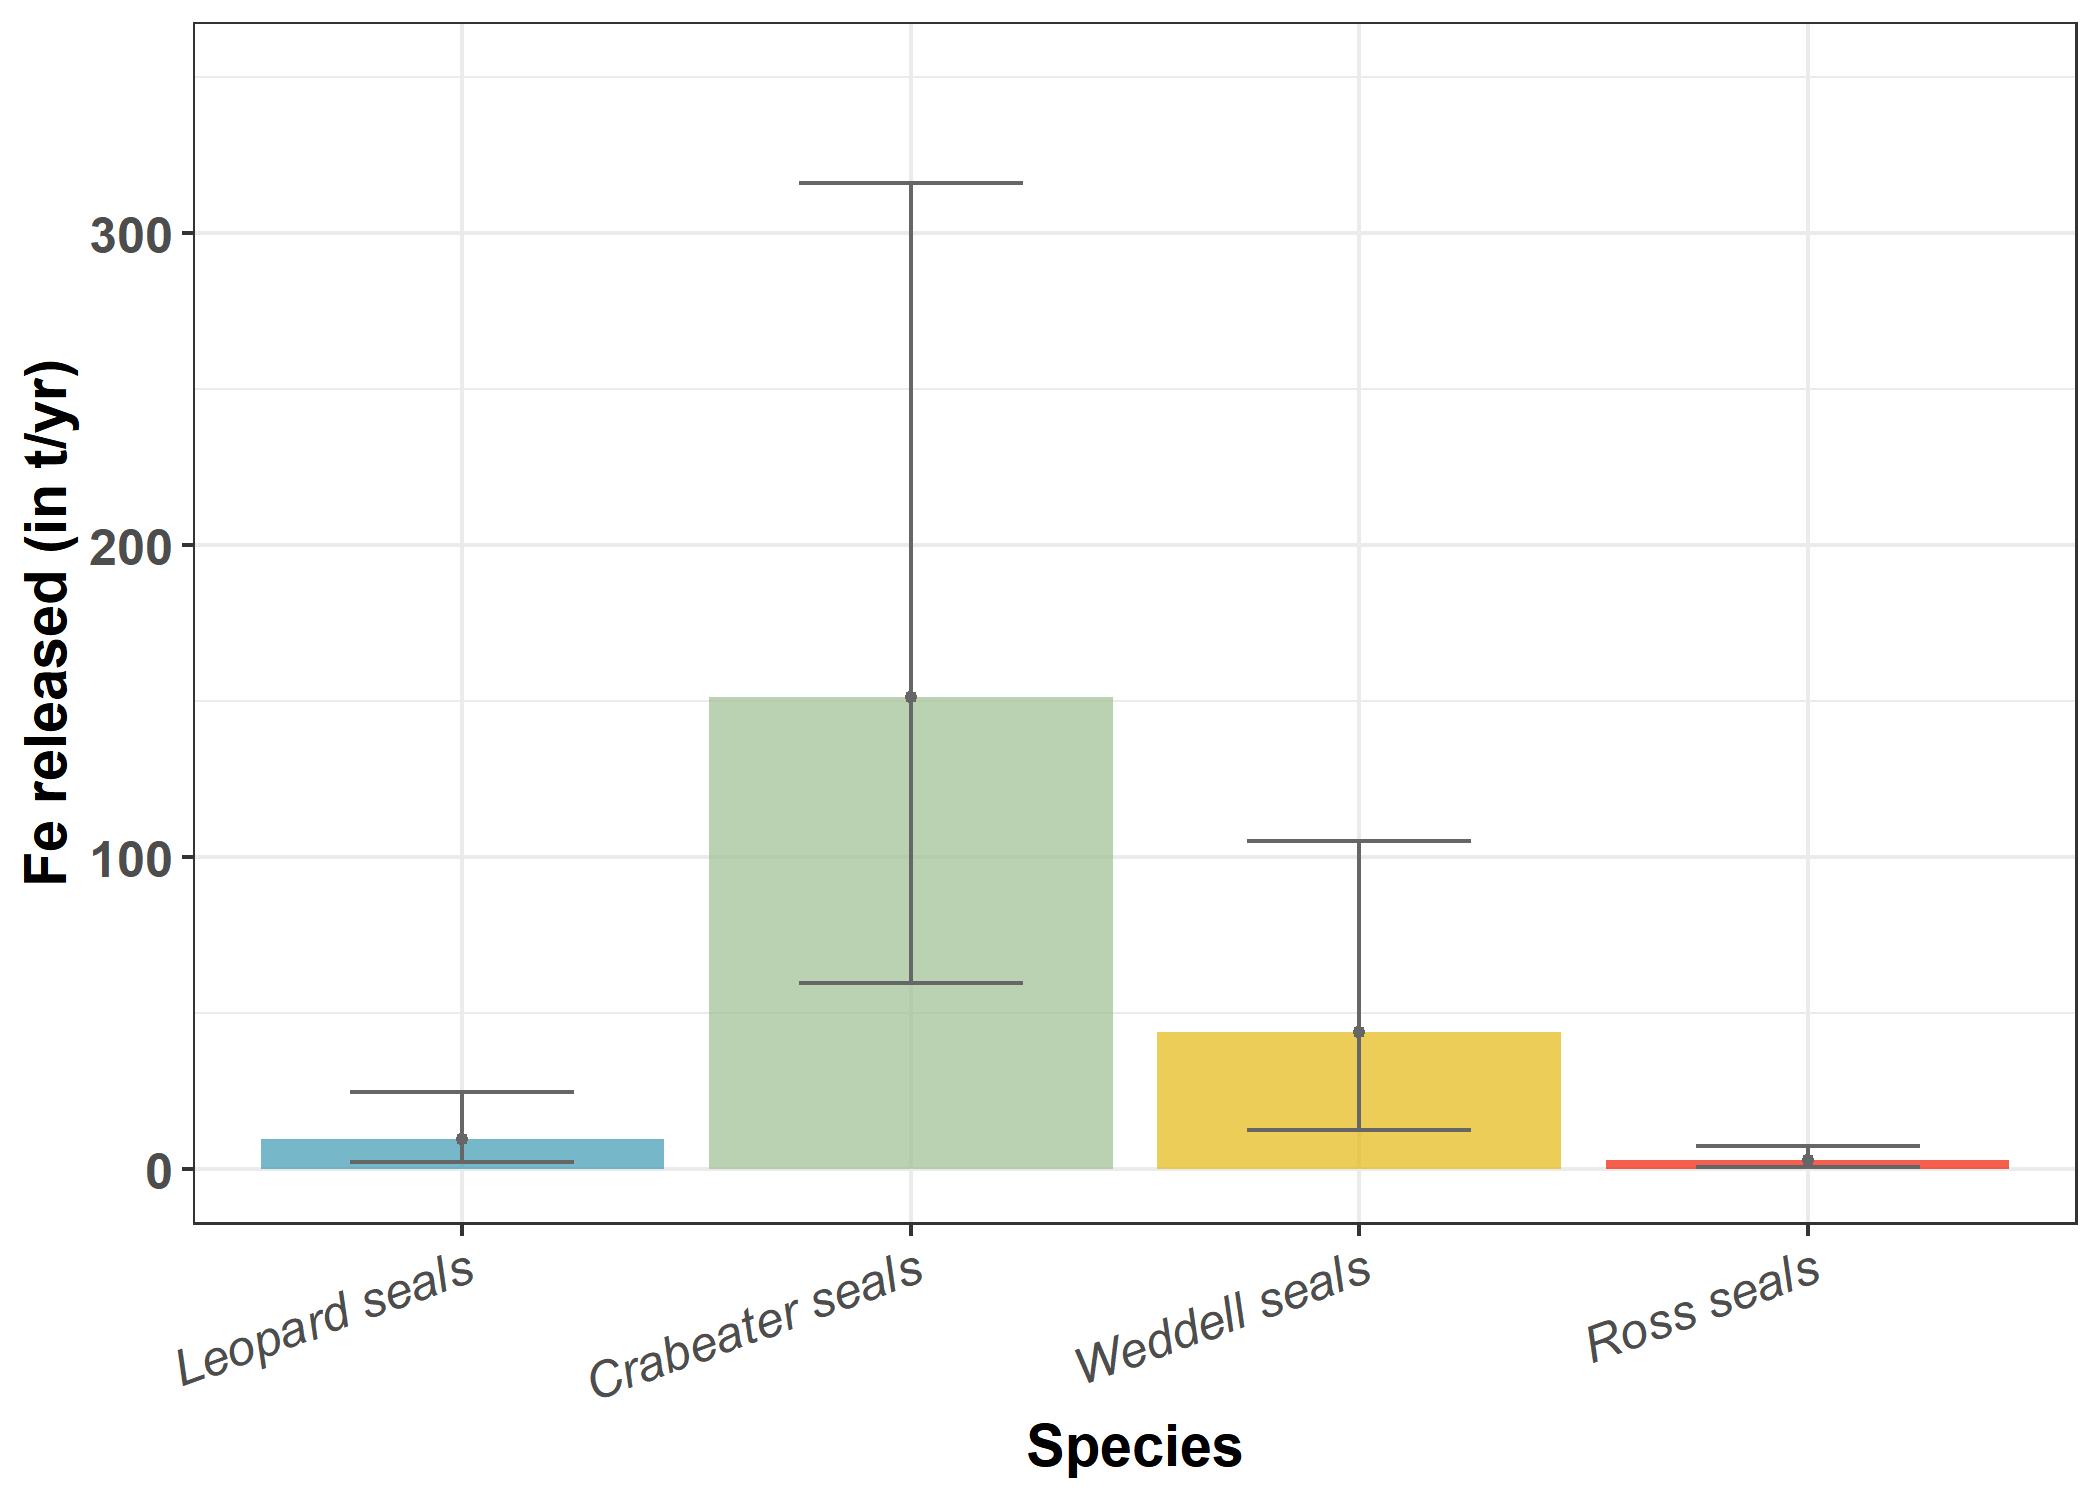 Fe released (in t/yr)
300
200
100
0
Leopard seals
Crabeater seals
Weddell seals
Ross seals
Species